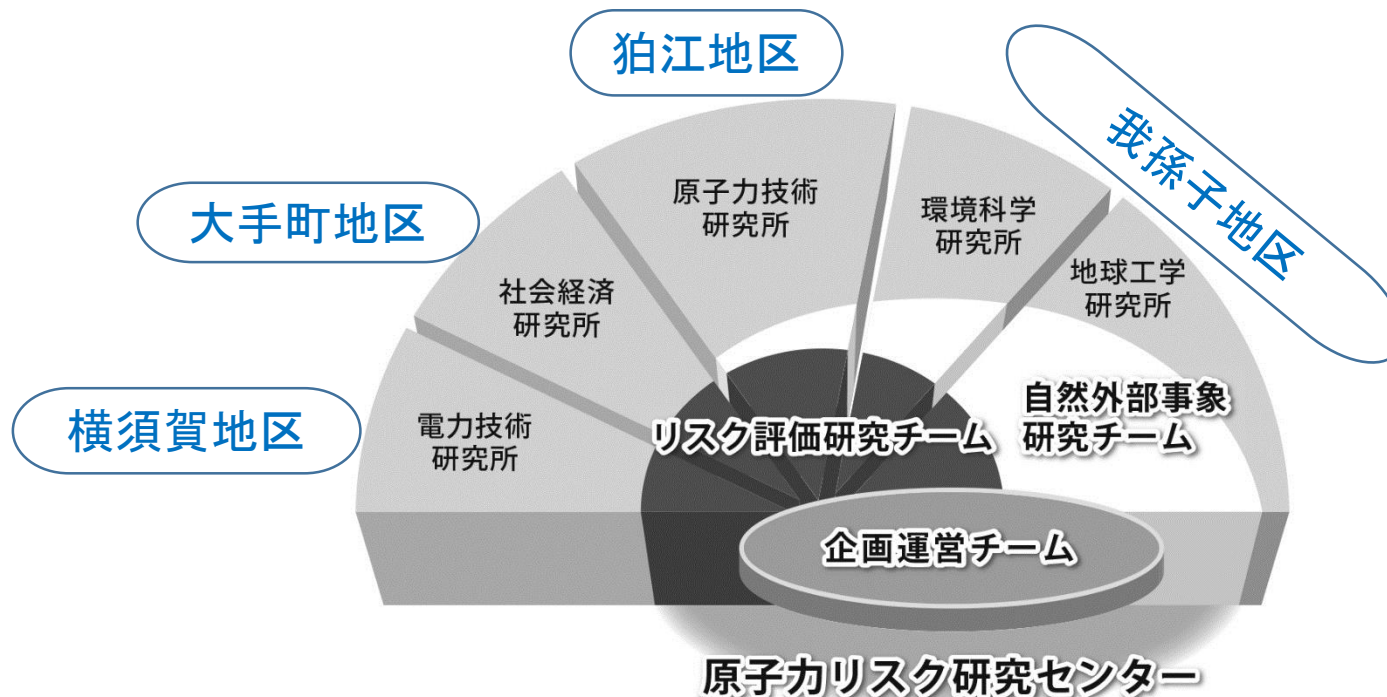 狛江地区
我孫子地区
大手町地区
横須賀地区
原子力技術
研究所
環境科学
研究所
地球工学
研究所
社会経済
研究所
電力技術
研究所
リスク評価研究チーム
自然外部事象
研究チーム
企画運営チーム
原子力リスク研究センター